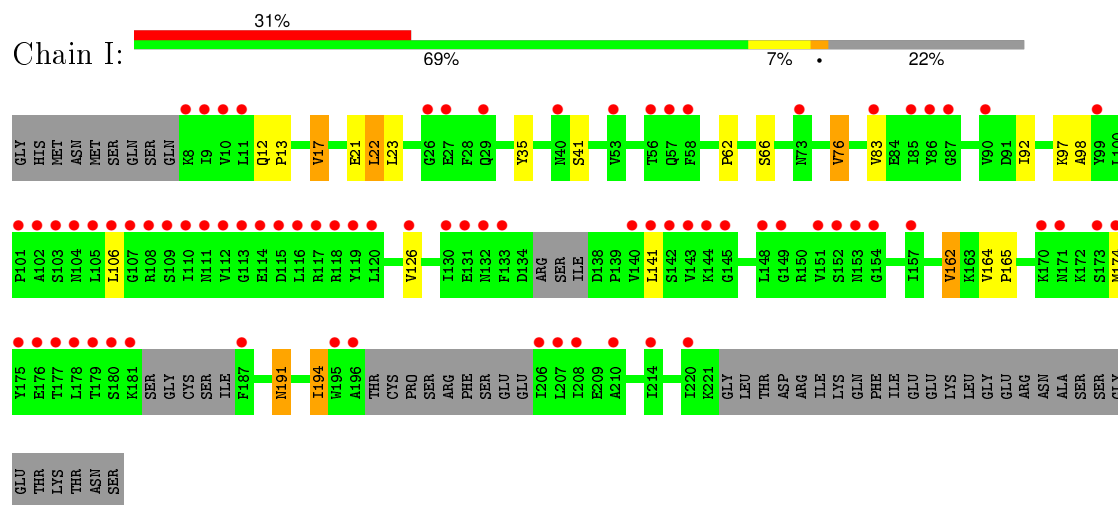 31%
Chain I:
69% 7% • 22%
GLY HIS MET ASN MET SER GLN SER GLN K8 I9 V10 L11 Q12 P13 V17 E21 L22 L23 G26 E27 F28 Q29 Y35 N40 S41 V53 T56 Q57 F58 P62 S66 N73 V76 V83 E84 I85 Y86 G87 V90 D91 I92 K97 A98 Y99 L100
P101 A102 S103 N104 L105 L106 G107 R108 S109 I110 N111 V112 G113 E114 D115 L116 R117 R118 Y119 L120 V126 I130 E131 N132 F133 D134 ARG SER ILE D138 P139 V140 L141 S142 V143 K144 G145 L148 G149 R150 V151 S152 N153 G154 I157 V162 K163 V164 P165 K170 N171 K172 S173 M174
Y175 E176 T177 L178 T179 S180 K181 SER GLY CYS SER ILE F187 N191 I194 W195 A196 THR CYS PRO SER ARG PHE SER GLU GLU I206 L207 I208 E209 A210 I214 I220 K221 GLY LEU THR ASP ARG ILE ILE LYS GLN PHE ILE GLU GLU LYS LEU GLY GLU ARG ASN ALA SER SER GLY
GLU THR LYS THR ASN SER